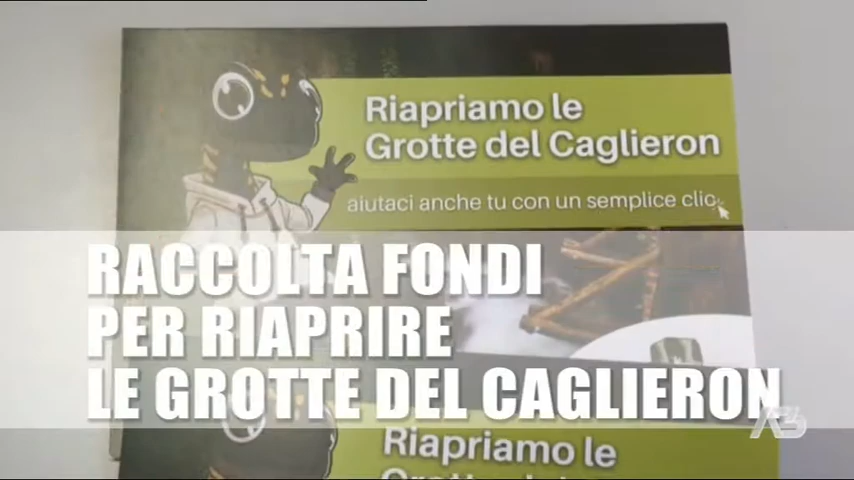 Riapriamo le
Grotte del Caglieron
aiutaci anche tu con un semplice clic
RACCOLTA FONDI
PER RIAPRIRE
LE GROTTE DEL CAGLIERON
Riapriamo le